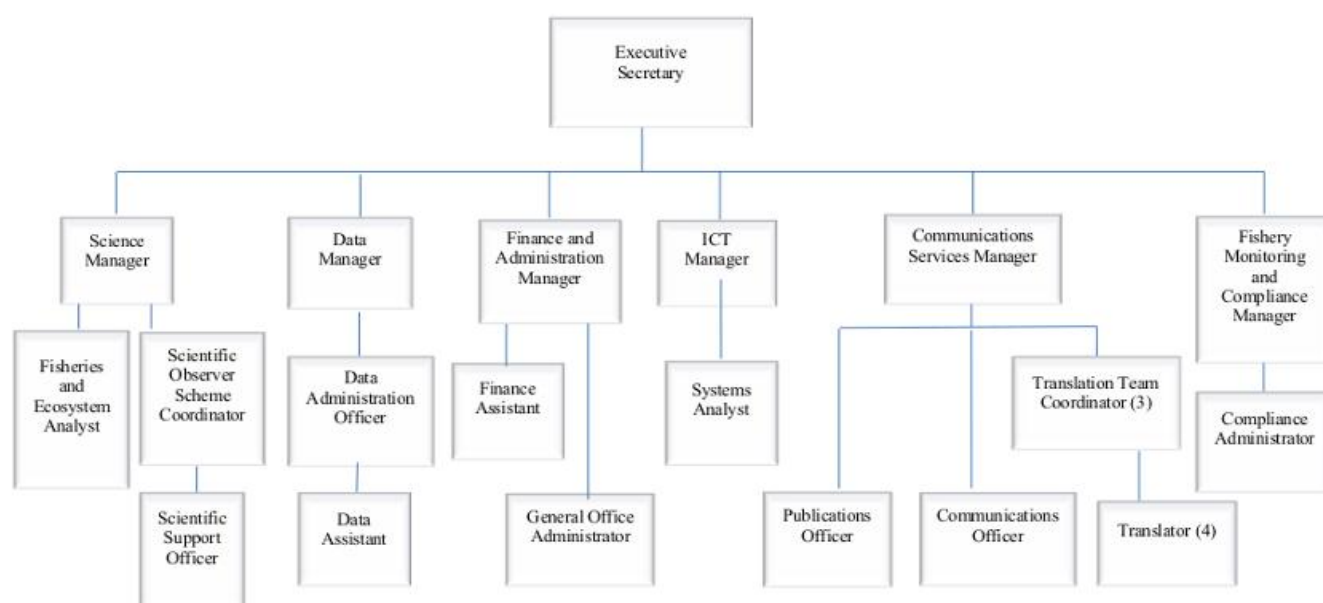 Executive
Secretary
Science
Manager
Data
Manager
Finance and
Administration
Manager
ICT
Manager
Communications
Services Manager
Fishery
Monitoring
and
Compliance
Manager
Fisheries
and
Ecosystem
Analyst
Scientific
Observer
Scheme
Coordinator
Data
Administration
Officer
Finance
Assistant
Systems
Analyst
Translation Team
Coordinator (3)
Compliance
Administrator
Scientific
Support
Officer
Data
Assistant
General Office
Administrator
Publications
Officer
Communications
Officer
Translator (4)